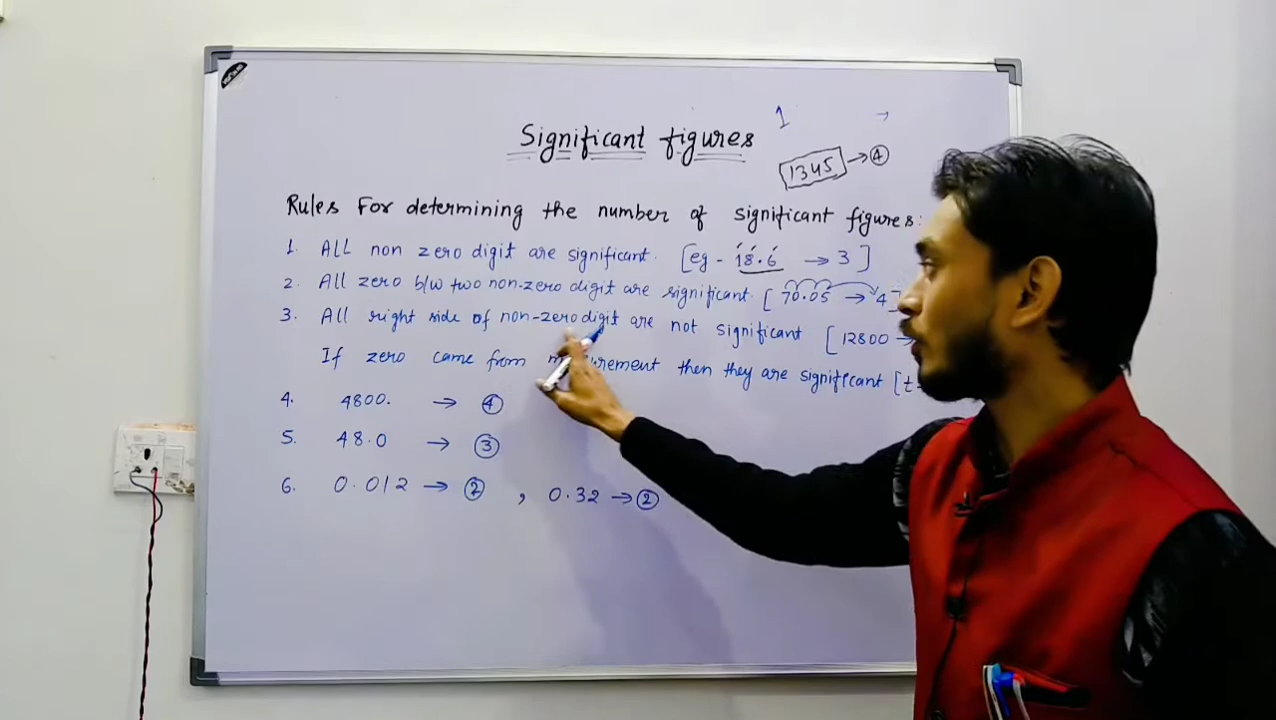 1
Significant figures
1345 → 4
Rules For determining the number of significant figures:
1. ALL non zero digit are significant. [eg - 18.6 → 3]
2. All zero b/w two non-zero digit are significant. [70.05 → 4]
3. All right side of non-zero digit are not significant [12800 →
If zero came from then they are significant [t
4. 4800. → 4
5. 48.0 → 3
6. 0.012 → 2 , 0.32 → 2